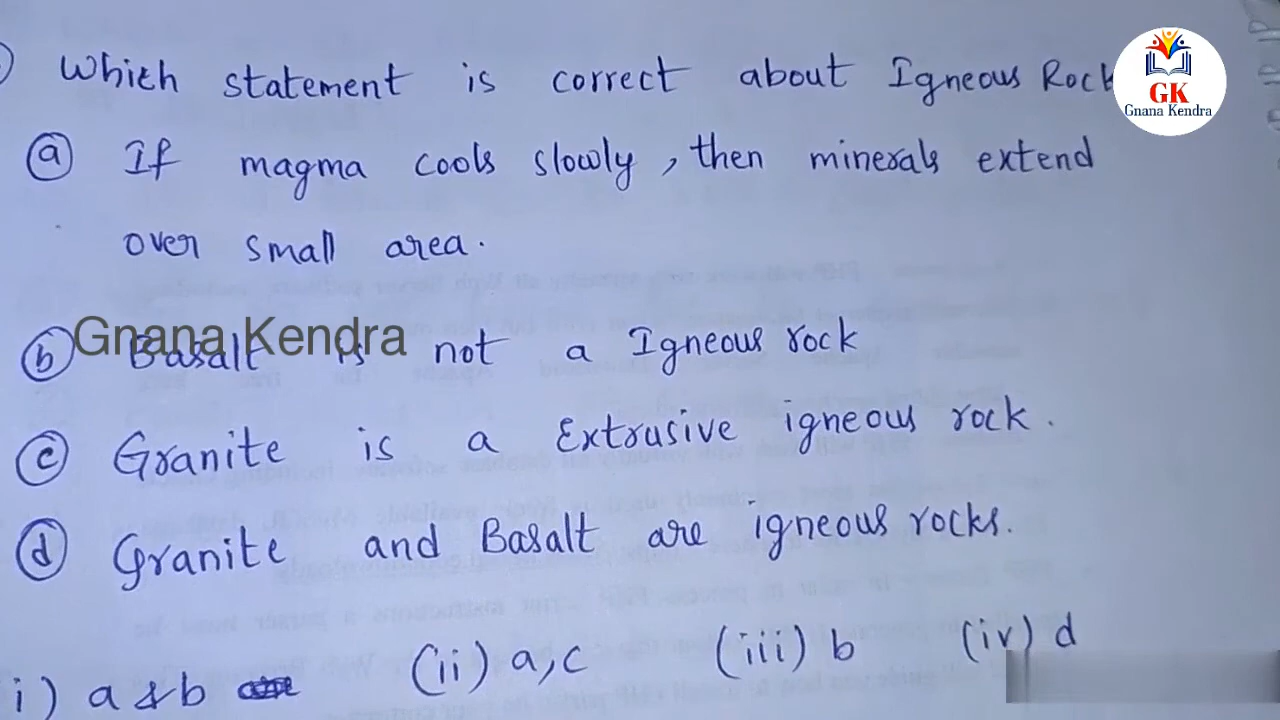 Which statement is correct about Igneous Rock
GK
Gnana Kendra
a If magma cools slowly, then minerals extend
over small area.
Gnana Kendra
b Basalt is not a Igneous rock
c Granite is a Extrusive igneous rock.
d Granite and Basalt are igneous rocks.
i) a & b (ii) a,c (iii) b (iv) d